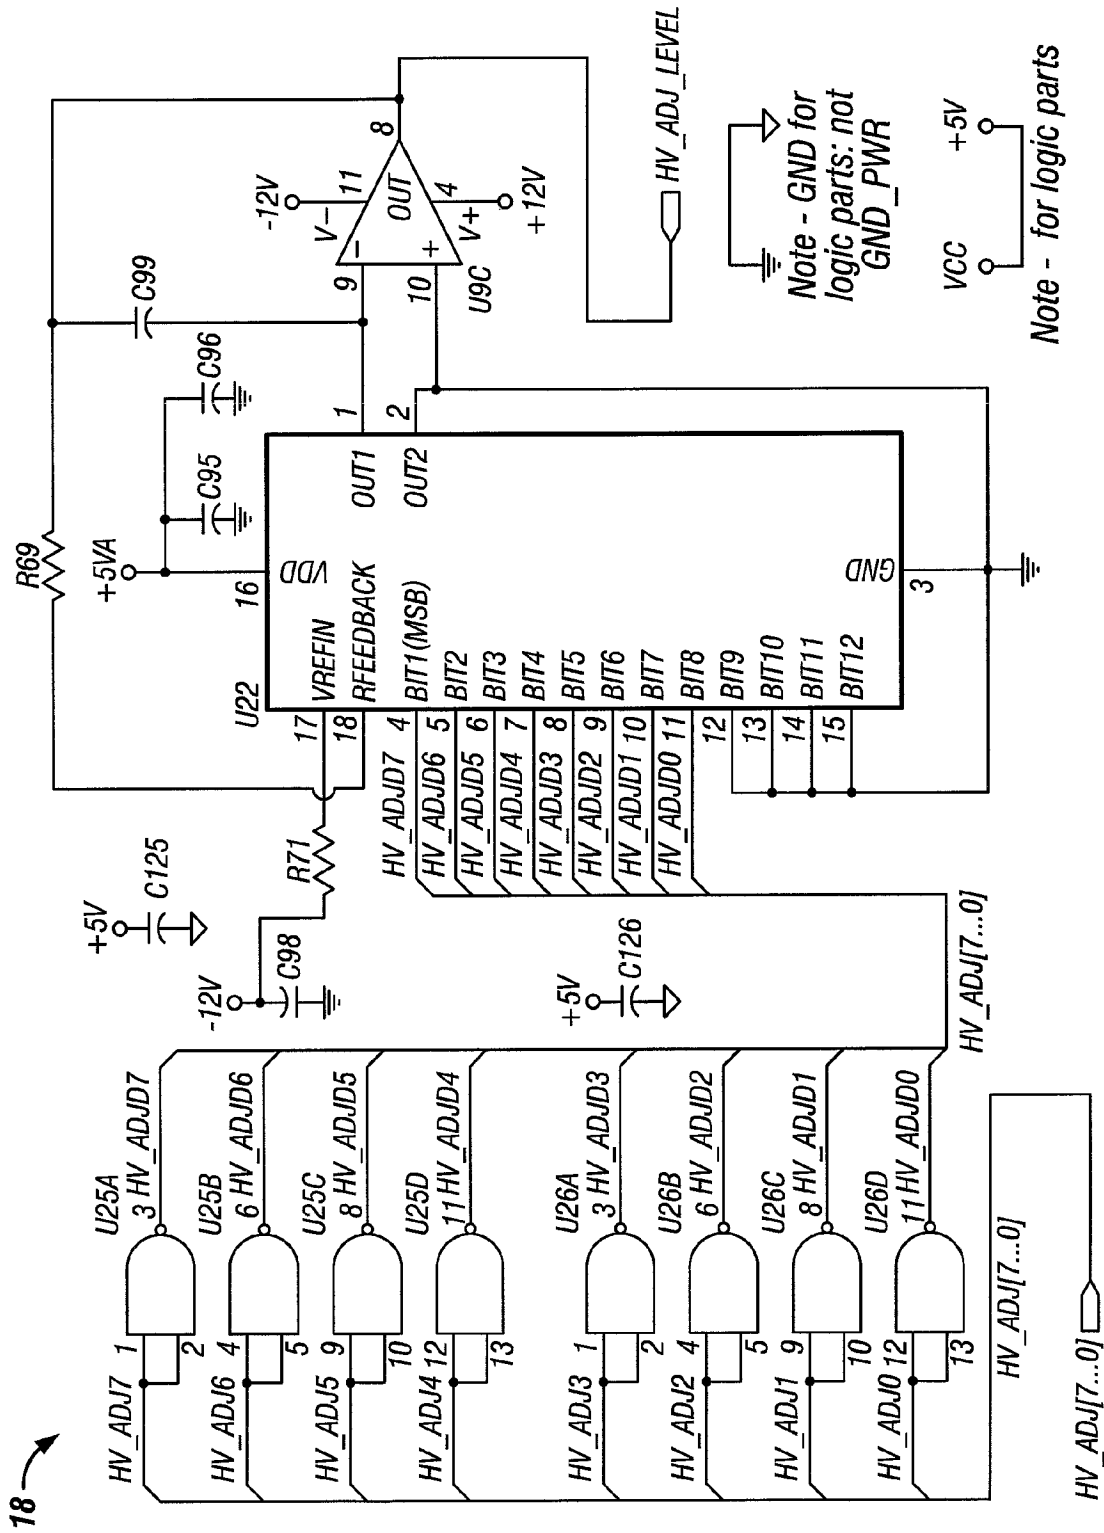 18
HV_ADJ7
1
2
U25A
3 HV_ADJD7
HV_ADJ6
4
5
U25B
6 HV_ADJD6
HV_ADJ5
9
10
U25C
8 HV_ADJD5
HV_ADJ4
12
13
U25D
11 HV_ADJD4
HV_ADJ3
1
2
U26A
3 HV_ADJD3
HV_ADJ2
4
5
U26B
6 HV_ADJD2
HV_ADJ1
9
10
U26C
8 HV_ADJD1
HV_ADJ0
12
13
U26D
11 HV_ADJD0
HV_ADJ[7...0]
HV_ADJ[7...0]
HV_ADJ[7...0]
+5V
C125
-12V
C98
R71
+5V
C126
R69
+5VA
C95
C96
C99
U22
16
VDD
17
VREFIN
18
RFEEDBACK
HV_ADJD7
4
BIT1(MSB)
HV_ADJD6
5
BIT2
HV_ADJD5
6
BIT3
HV_ADJD4
7
BIT4
HV_ADJD3
8
BIT5
HV_ADJD2
9
BIT6
HV_ADJD1
10
BIT7
HV_ADJD0
11
BIT8
12
BIT9
13
BIT10
14
BIT11
15
BIT12
OUT1
1
OUT2
2
GND
3
-12V
V-
11
9
-
OUT
8
10
+
V+
4
+12V
U9C
HV_ADJ_LEVEL
Note - GND for
logic parts: not
GND_PWR
VCC
+5V
Note - for logic parts